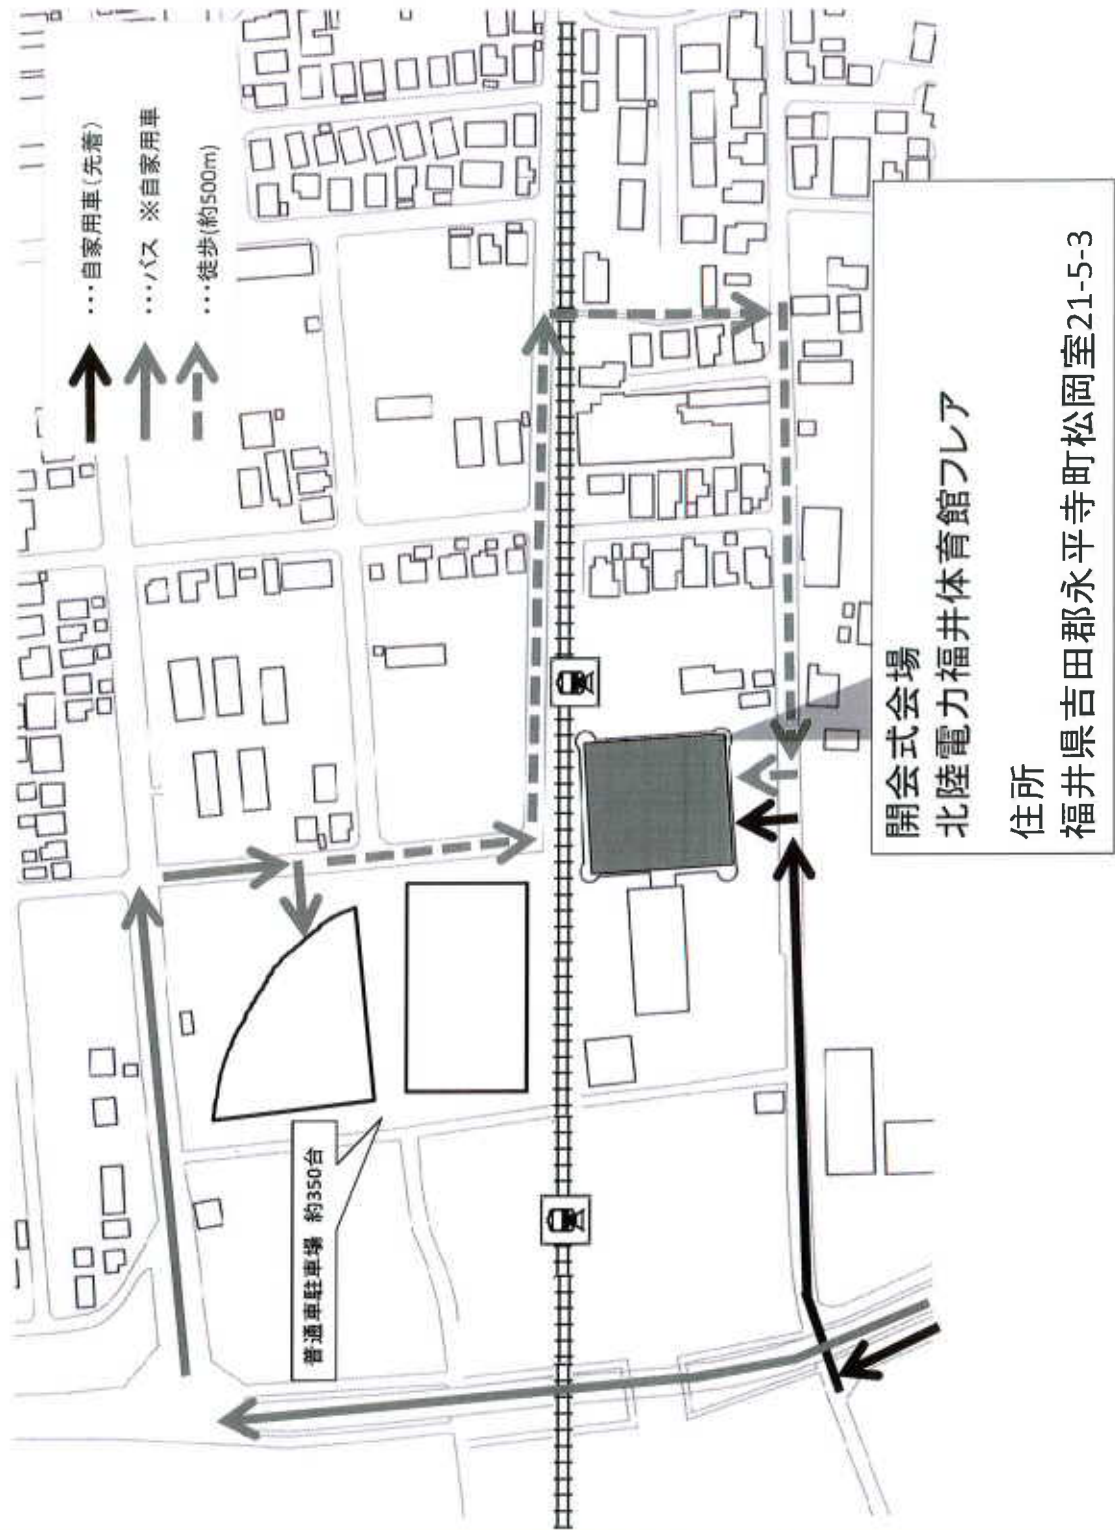 …自家用車(先着)
…バス ※自家用車
…徒歩(約500m)
普通車駐車場 約350台
開会式会場
北陸電力福井体育館フレア
住所
福井県吉田郡永平寺町松岡室21-5-3